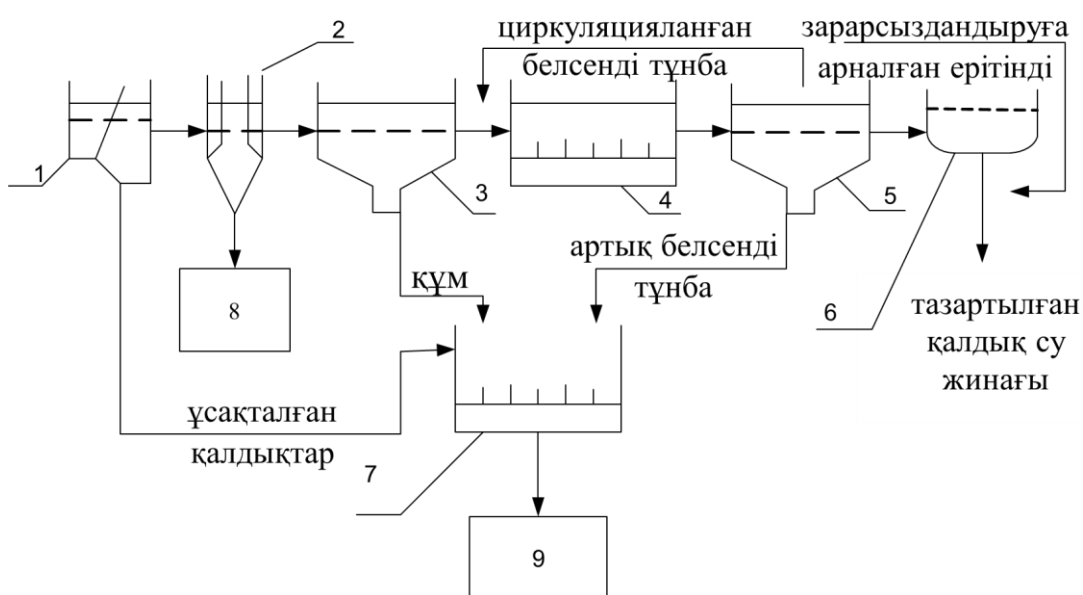 циркуляцияланған
белсенді тұнба
зарарсыздандыруға
арналған ерітінді
1
2
3
4
5
6
артық белсенді
тұнба
құм
8
тазартылған
қалдық су
жинағы
ұсақталған
қалдықтар
7
9